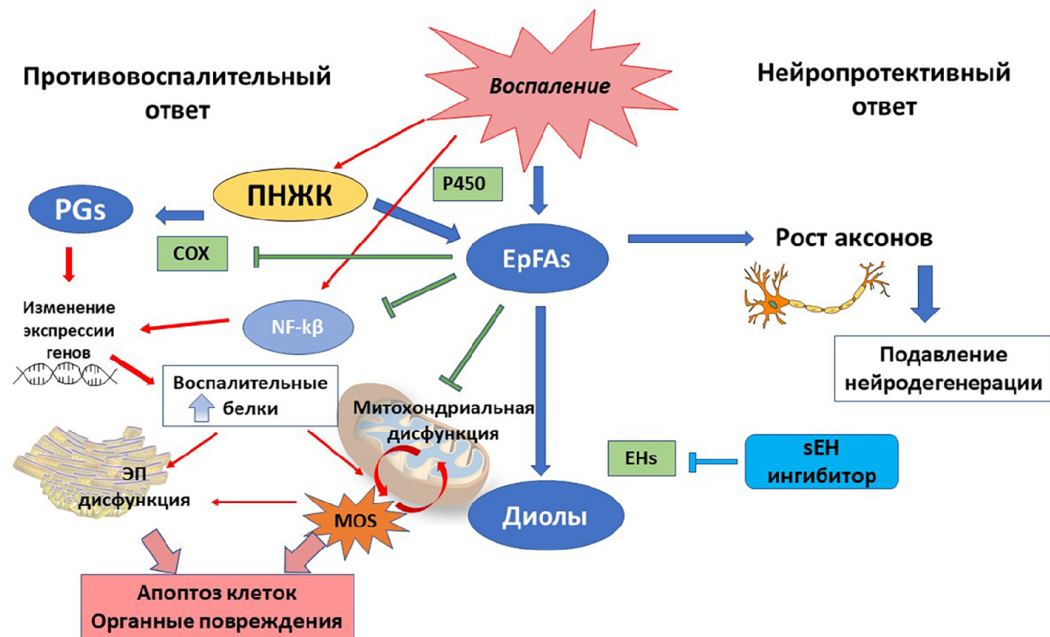 Противовоспалительный
ответ
Воспаление
Нейропротективный
ответ
ПНЖК
P450
PGs
COX
EpFAs
Рост аксонов
Изменение
экспрессии
генов
NF-kβ
Подавление
нейродегенерации
Воспалительные
белки
Митохондриальная
дисфункция
ЭП
дисфункция
EHs
sEH
ингибитор
МОS
Диолы
Апоптоз клеток
Органные повреждения